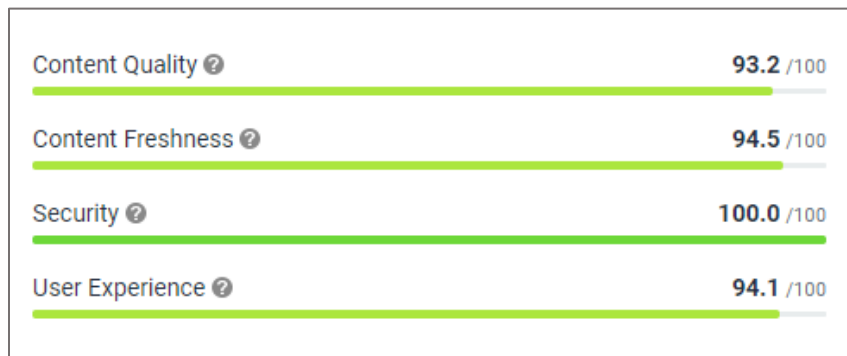 Content Quality ? 93.2 /100
Content Freshness ? 94.5 /100
Security ? 100.0 /100
User Experience ? 94.1 /100